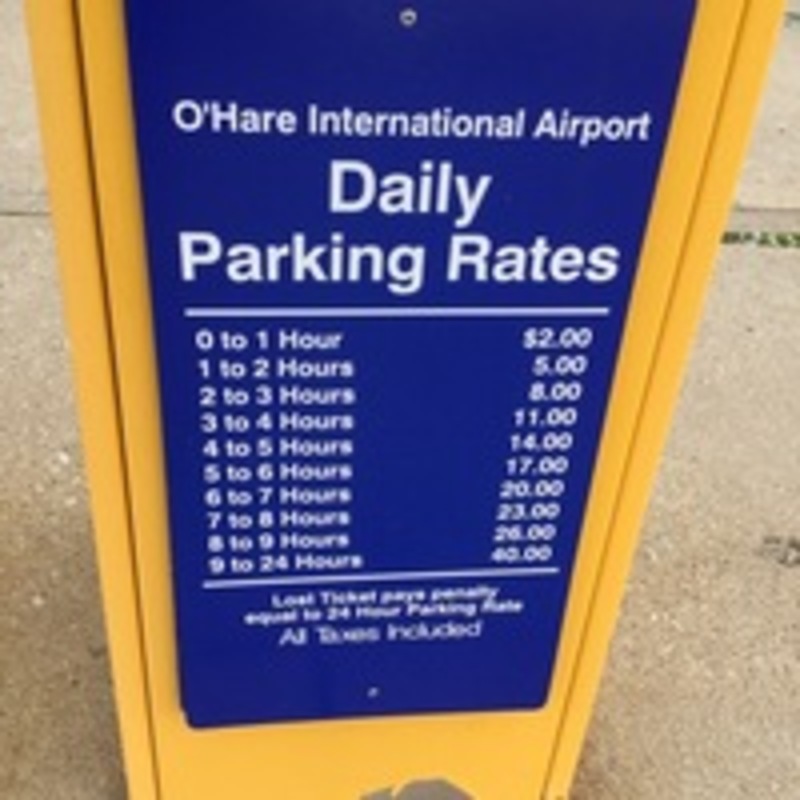 O'Hare International Airport
Daily
Parking Rates
0 to 1 Hour $2.00
1 to 2 Hours 5.00
2 to 3 Hours 8.00
3 to 4 Hours 11.00
4 to 5 Hours 14.00
5 to 6 Hours 17.00
6 to 7 Hours 20.00
7 to 8 Hours 23.00
8 to 9 Hours 26.00
9 to 24 Hours 40.00
Lost Ticket pays penalty
equal to 24 Hour Parking Rate
All Taxes Included